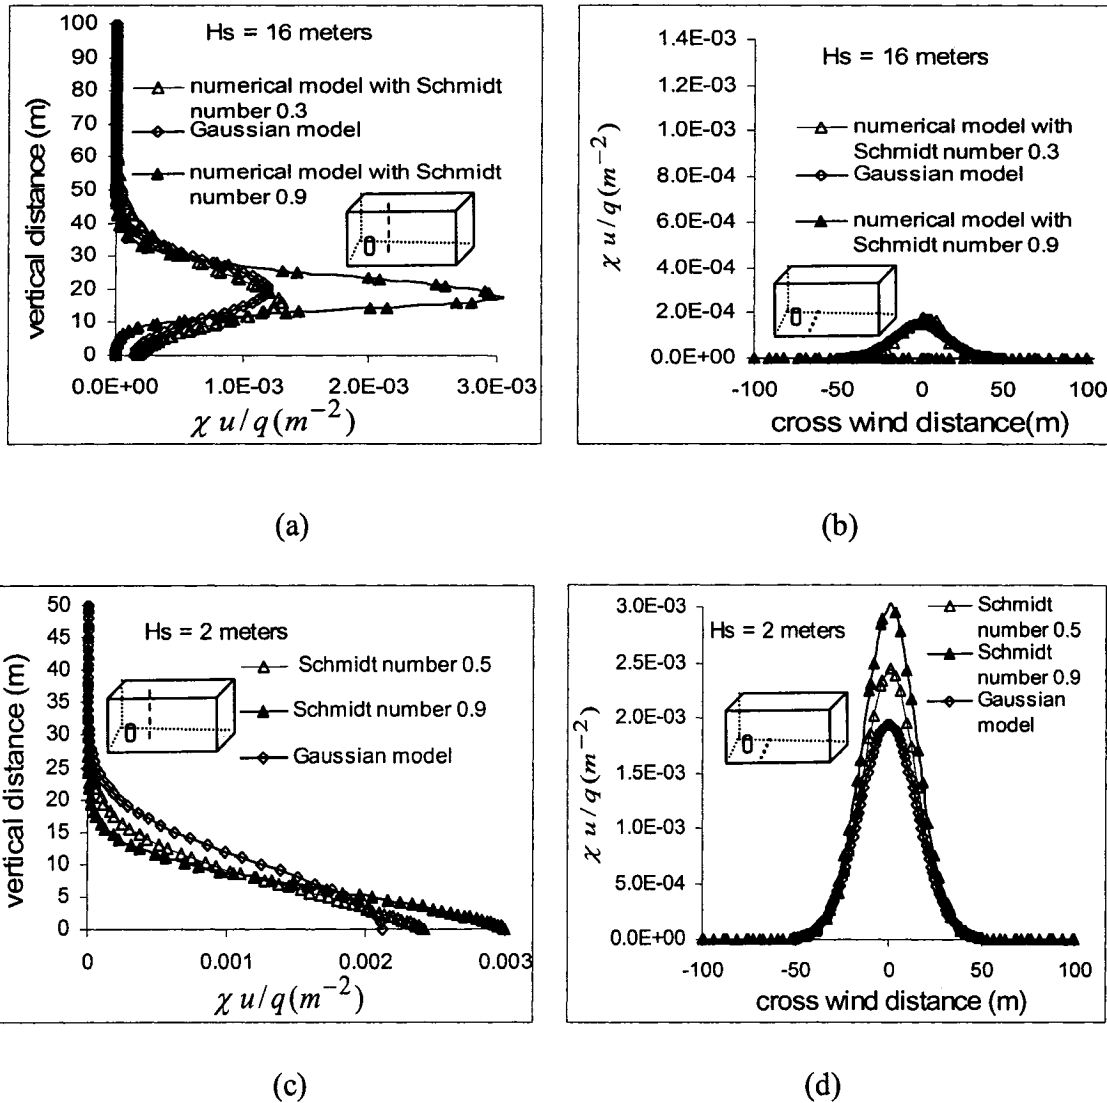 Hs = 16 meters
numerical model with Schmidt
number 0.3
Gaussian model
numerical model with Schmidt
number 0.9
vertical distance (m)
100
90
80
70
60
50
40
30
20
10
0
0.0E+00 1.0E-03 2.0E-03 3.0E-03
χ u/q(m⁻²)
(a)
Hs = 16 meters
numerical model with
Schmidt number 0.3
Gaussian model
numerical model with
Schmidt number 0.9
χ u/q(m⁻²)
1.4E-03
1.2E-03
1.0E-03
8.0E-04
6.0E-04
4.0E-04
2.0E-04
0.0E+00
-100 -50 0 50 100
cross wind distance(m)
(b)
Hs = 2 meters
Schmidt number 0.5
Schmidt number 0.9
Gaussian model
vertical distance (m)
50
45
40
35
30
25
20
15
10
5
0
0 0.001 0.002 0.003
χ u/q(m⁻²)
(c)
Hs = 2 meters
Schmidt
number 0.5
Schmidt
number 0.9
Gaussian
model
χ u/q(m⁻²)
3.0E-03
2.5E-03
2.0E-03
1.5E-03
1.0E-03
5.0E-04
0.0E+00
-100 -50 0 50 100
cross wind distance (m)
(d)